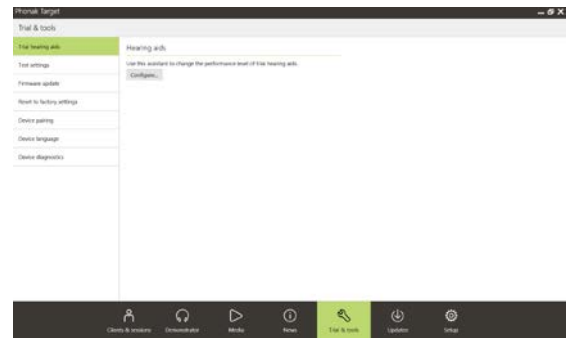 Phonak Target
Trial & tools
Trial hearing aids
Hearing aids
Use this assistant to change the performance level of trial hearing aids.
Configure...
Test settings
Firmware update
Reset to factory settings
Device pairing
Device language
Device diagnostics
Clients & sessions
Demonstrator
Media
News
Trial & tools
Updates
Setup